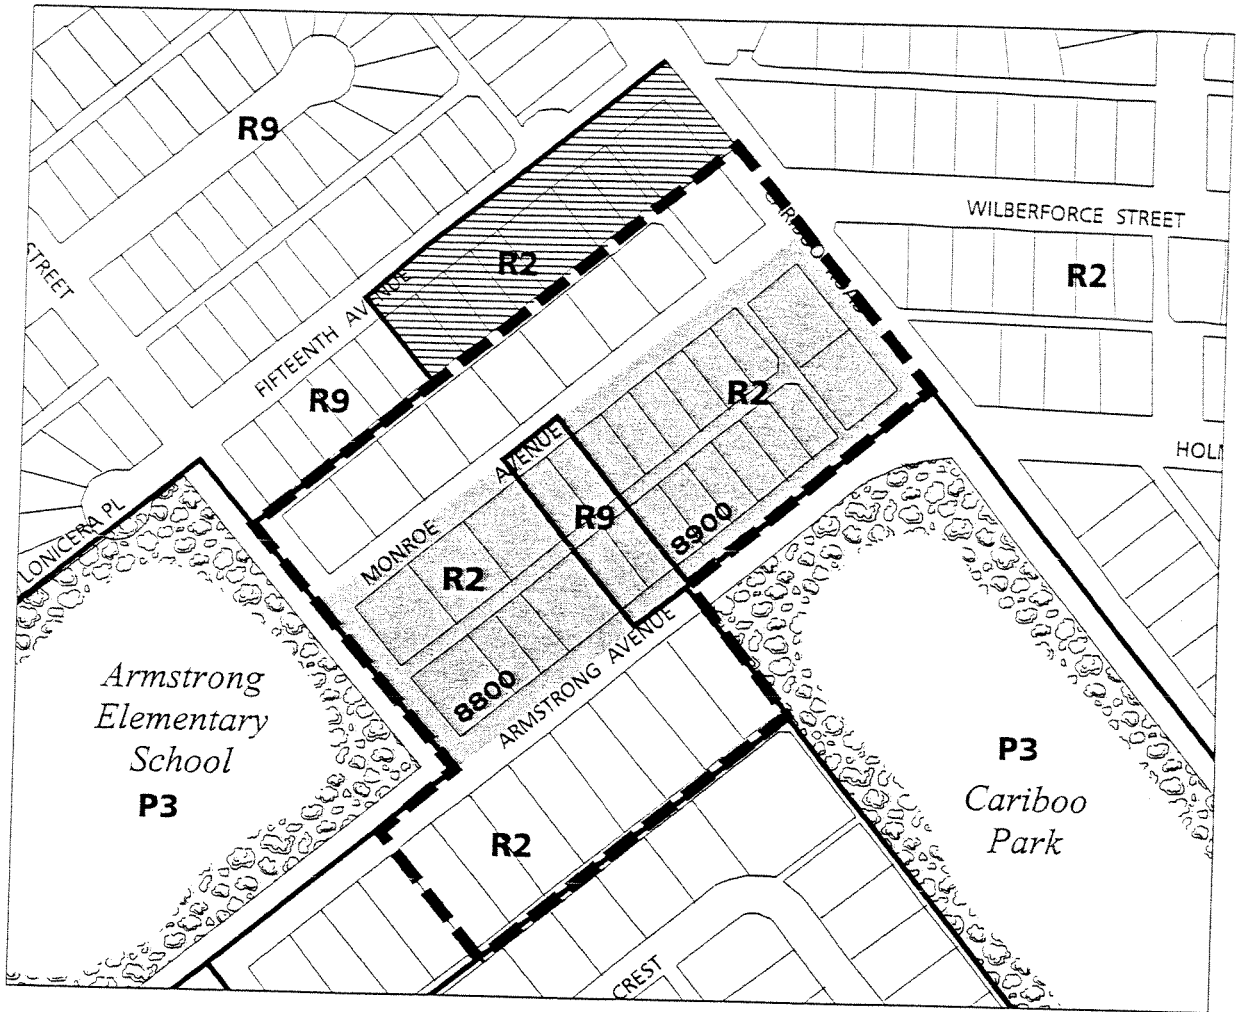 R9
WILBERFORCE STREET
R2
STREET
R2
FIFTEENTH AVENUE
R9
R2
HOLM
AVENUE
R9
8900
LONICERA PL
MONROE
R2
ARMSTRONG AVENUE
8800
Armstrong
Elementary
School
P3
P3
Cariboo
Park
R2
CREST